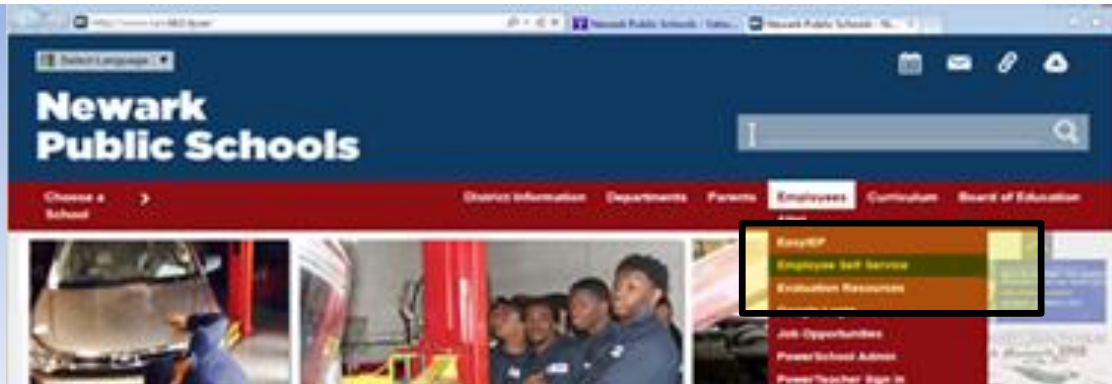 Select Language
Newark
Public Schools
Choose a
School
District Information Departments Parents Employees Curriculum Board of Education
EasyIEP
Employee Self Service
Evaluation Resources
Job Opportunities
PowerSchool Admin
PowerTeacher Sign In